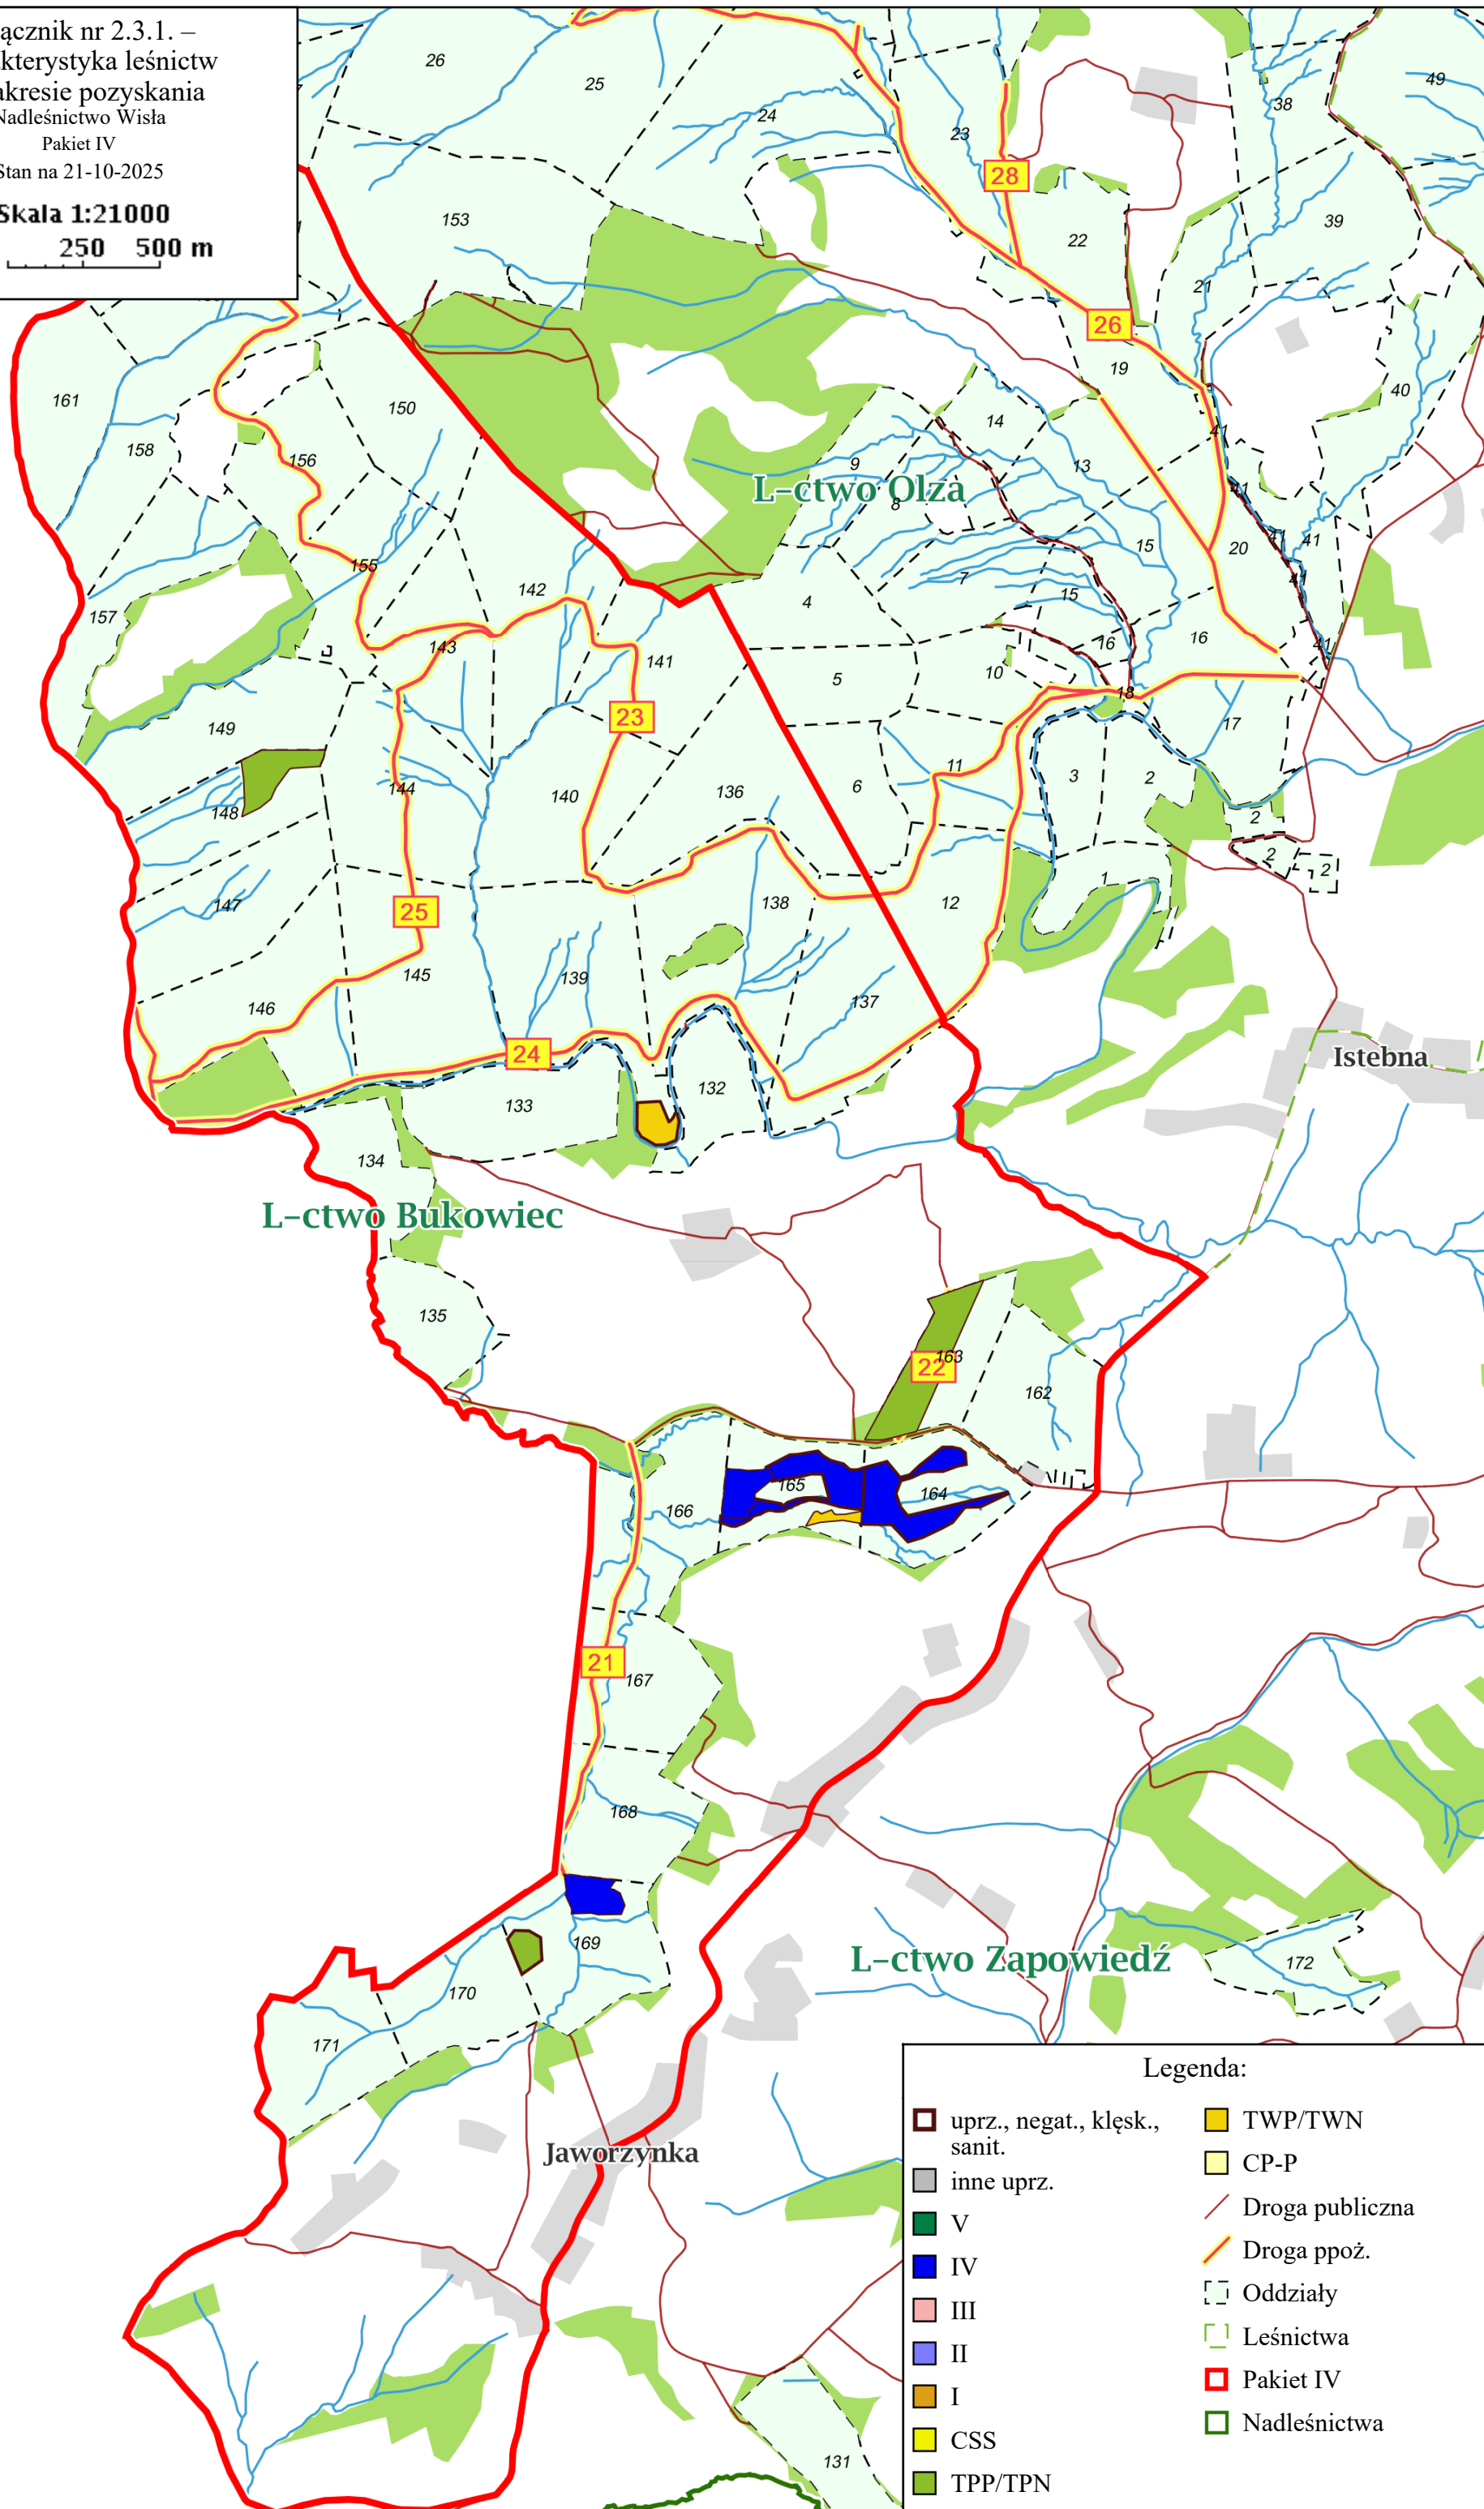 ącznik nr 2.3.1. –
kterystyka leśnictw
akresie pozyskania
Nadleśnictwo Wisła
Pakiet IV
Stan na 21-10-2025
Skala 1:21000
250 500 m
26
25
24
23
38
49
28
153
22
39
21
26
19
161
150
40
158
156
14
41
9
13
L–ctwo Olza
8
41
155
15
20
41
41
142
7
15
41
157
4
143
141
16
16
41
5
10
18
23
149
17
11
3
2
144
140
136
6
148
2
2
2
1
147
25
138
12
145
139
137
146
24
Istebna
132
133
134
L–ctwo Bukowiec
135
163
22
162
165
164
166
21
167
168
169
L–ctwo Zapowiedź
172
170
171
Jaworzynka
131
Legenda:
uprz., negat., klęsk.,
sanit.
inne uprz.
V
IV
III
II
I
CSS
TPP/TPN
TWP/TWN
CP-P
Droga publiczna
Droga ppoż.
Oddziały
Leśnictwa
Pakiet IV
Nadleśnictwa